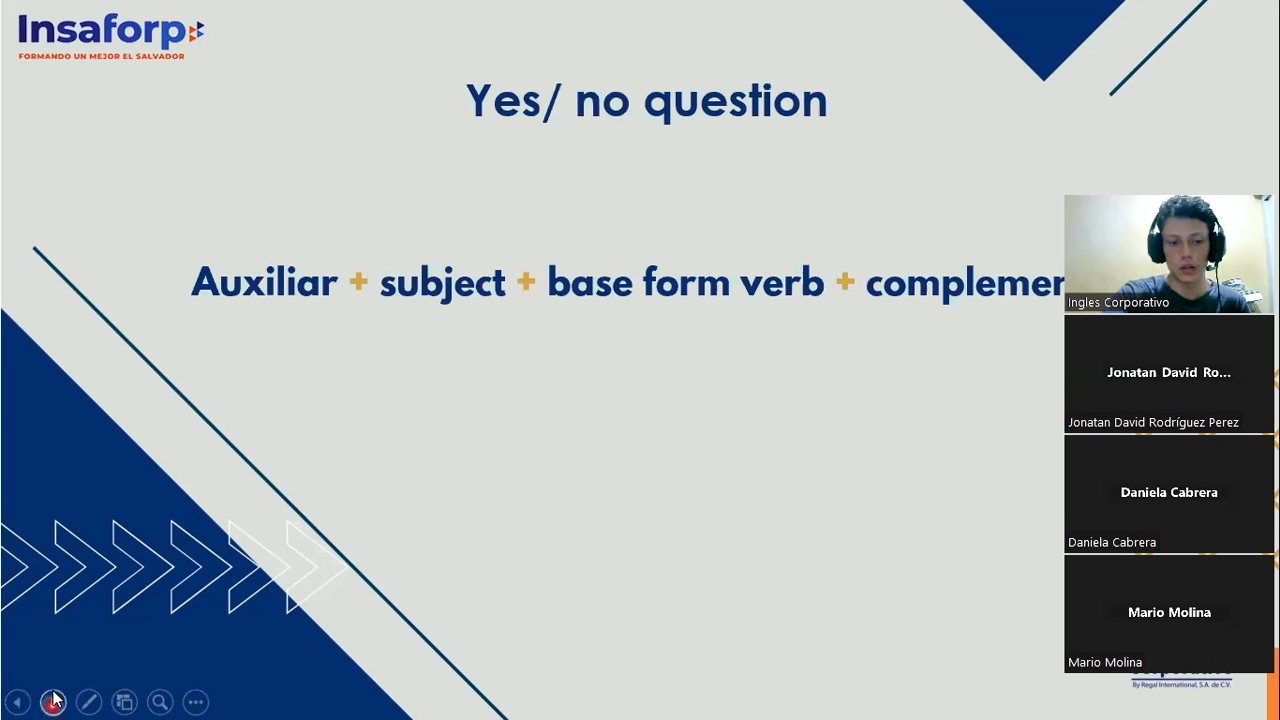 Insaforp
FORMANDO UN MEJOR EL SALVADOR
Yes/ no question
Auxiliar + subject + base form verb + complemen
Ingles Corporativo
Jonatan David Ro...
Jonatan David Rodríguez Perez
Daniela Cabrera
Daniela Cabrera
Mario Molina
Mario Molina
By Regal International, S.A. de C.V.